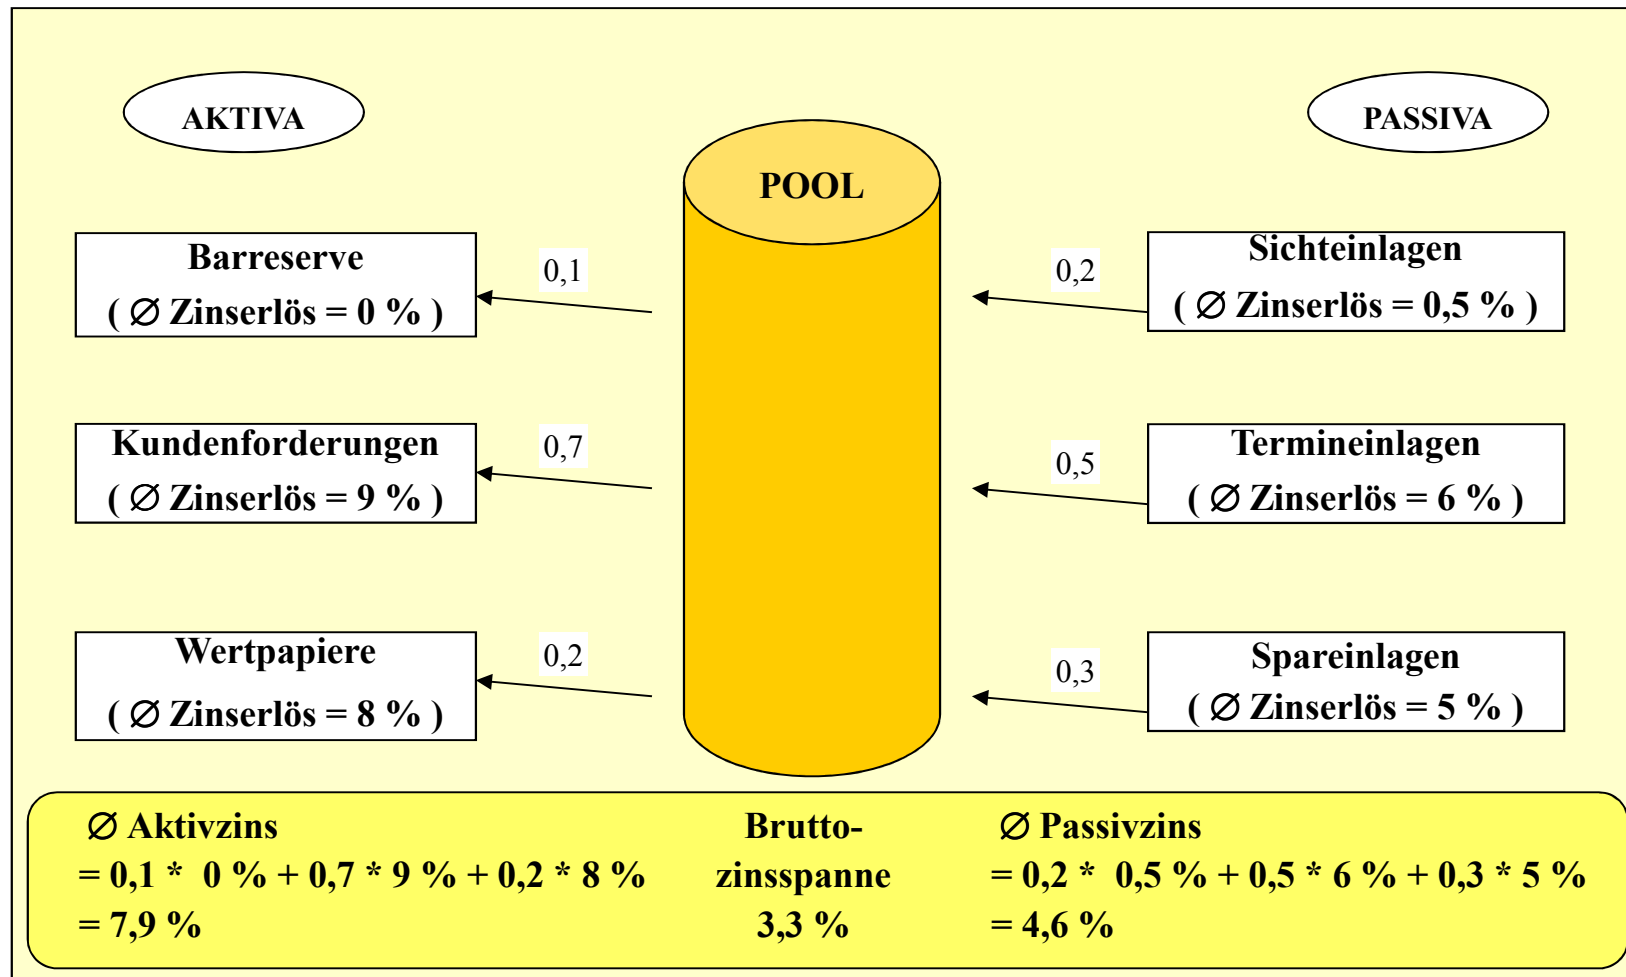 AKTIVA
POOL
PASSIVA
Barreserve
( ∅ Zinserlös = 0 % )
0,1
0,2
Sichteinlagen
( ∅ Zinserlös = 0,5 % )
Kundenforderungen
( ∅ Zinserlös = 9 % )
0,7
0,5
Termineinlagen
( ∅ Zinserlös = 6 % )
Wertpapiere
( ∅ Zinserlös = 8 % )
0,2
0,3
Spareinlagen
( ∅ Zinserlös = 5 % )
∅ Aktivzins
= 0,1 * 0 % + 0,7 * 9 % + 0,2 * 8 %
= 7,9 %
Brutto-
zinsspanne
3,3 %
∅ Passivzins
= 0,2 * 0,5 % + 0,5 * 6 % + 0,3 * 5 %
= 4,6 %